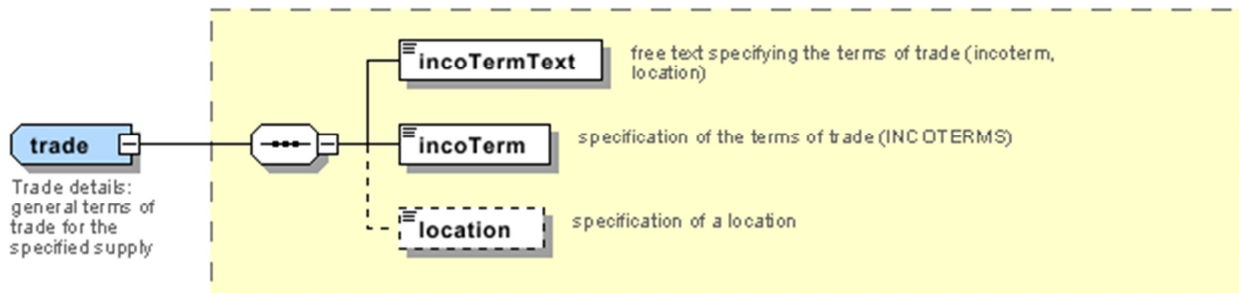 incoTermText
free text specifying the terms of trade (incoterm,
location)
trade
incoTerm
specification of the terms of trade (INCOTERMS)
Trade details:
general terms of
trade for the
specified supply
location
specification of a location